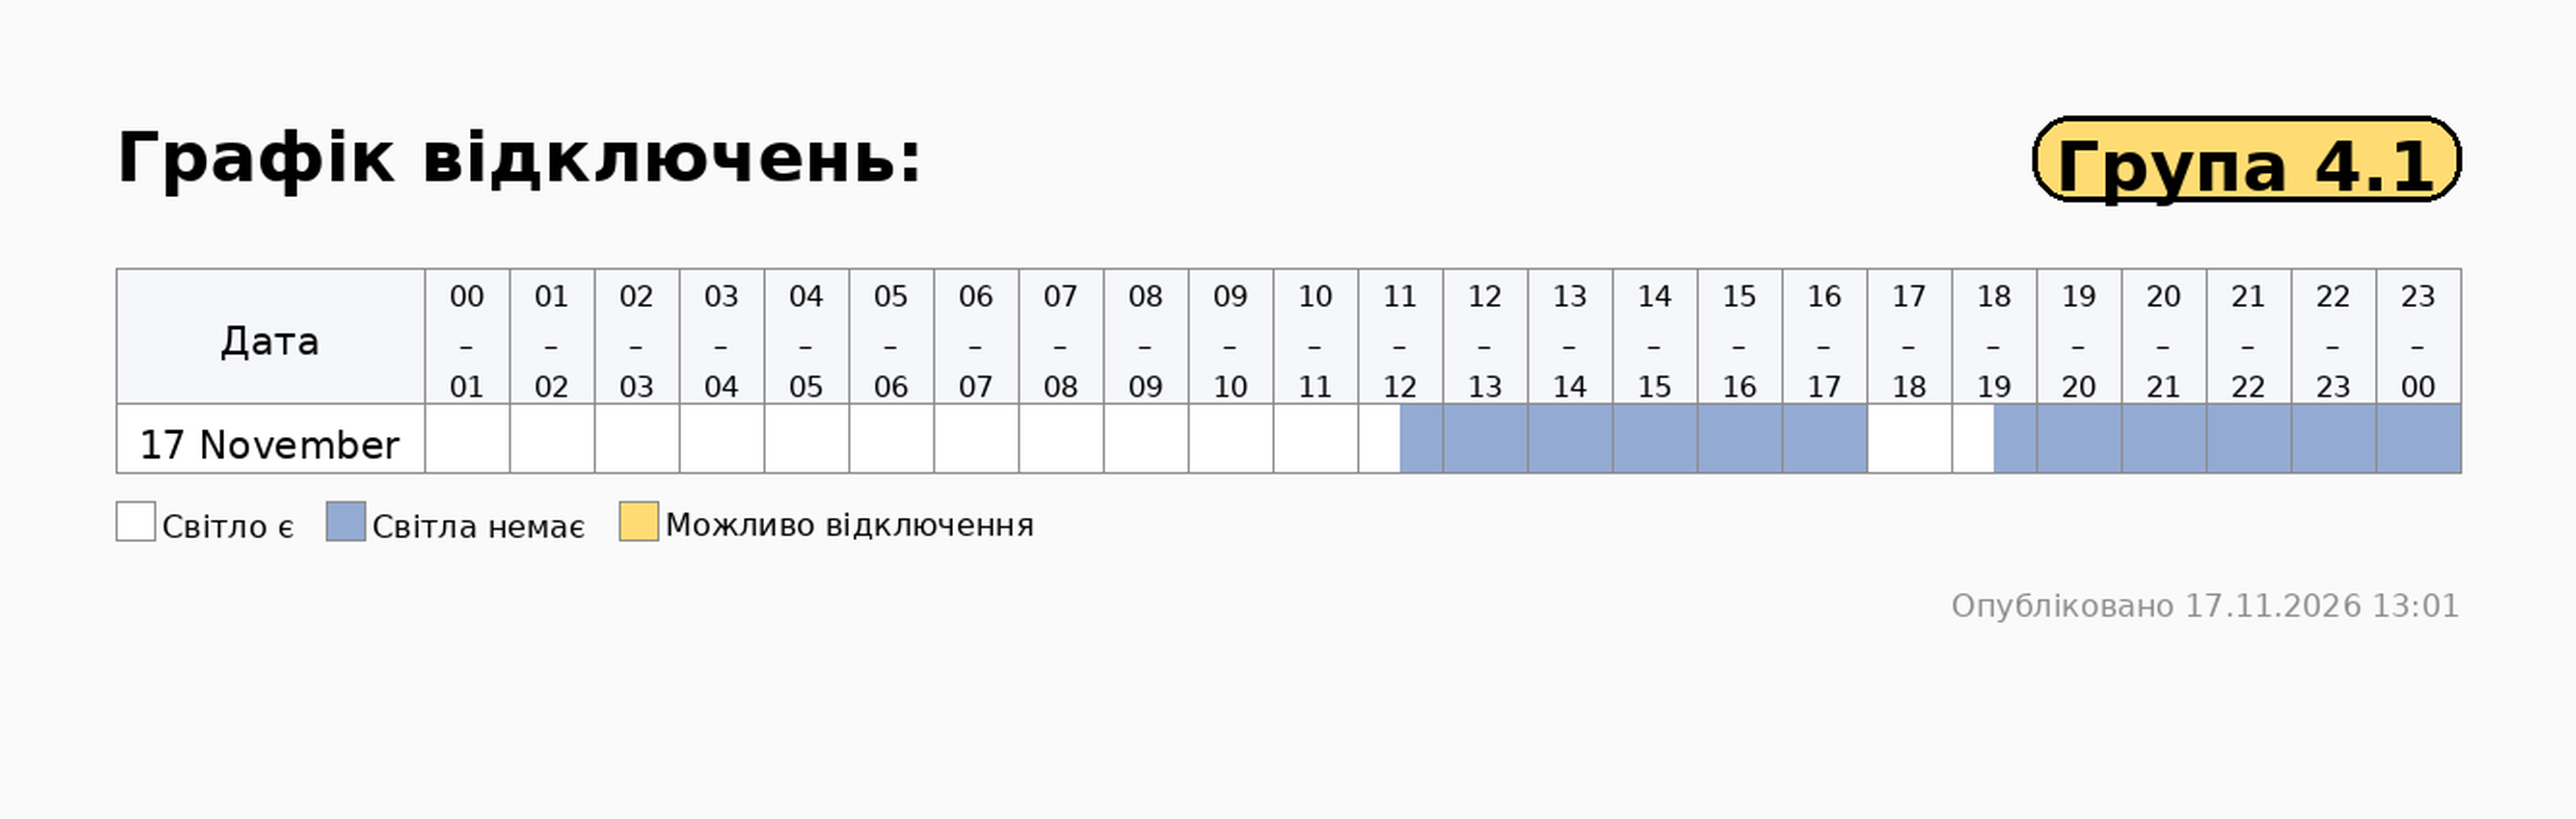 Графік відключень:
Група 4.1
Дата
00 – 01
01 – 02
02 – 03
03 – 04
04 – 05
05 – 06
06 – 07
07 – 08
08 – 09
09 – 10
10 – 11
11 – 12
12 – 13
13 – 14
14 – 15
15 – 16
16 – 17
17 – 18
18 – 19
19 – 20
20 – 21
21 – 22
22 – 23
23 – 00
17 November
Світло є
Світла немає
Можливо відключення
Опубліковано 17.11.2026 13:01